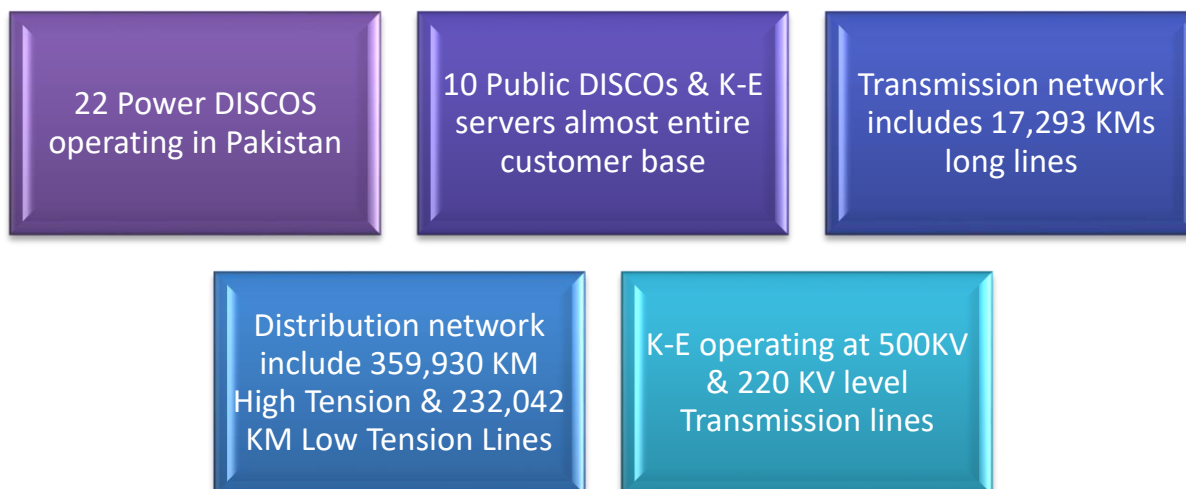 22 Power DISCOS
operating in Pakistan
10 Public DISCOs & K-E
servers almost entire
customer base
Transmission network
includes 17,293 KMs
long lines
Distribution network
include 359,930 KM
High Tension & 232,042
KM Low Tension Lines
K-E operating at 500KV
& 220 KV level
Transmission lines